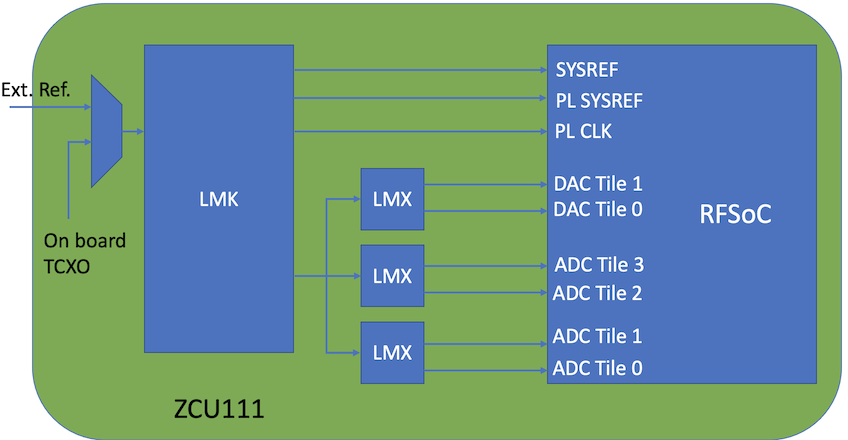 Ext. Ref.
On board
TCXO
LMK
LMX
LMX
LMX
SYSREF
PL SYSREF
PL CLK
DAC Tile 1
DAC Tile 0
ADC Tile 3
ADC Tile 2
ADC Tile 1
ADC Tile 0
RFSoC
ZCU111